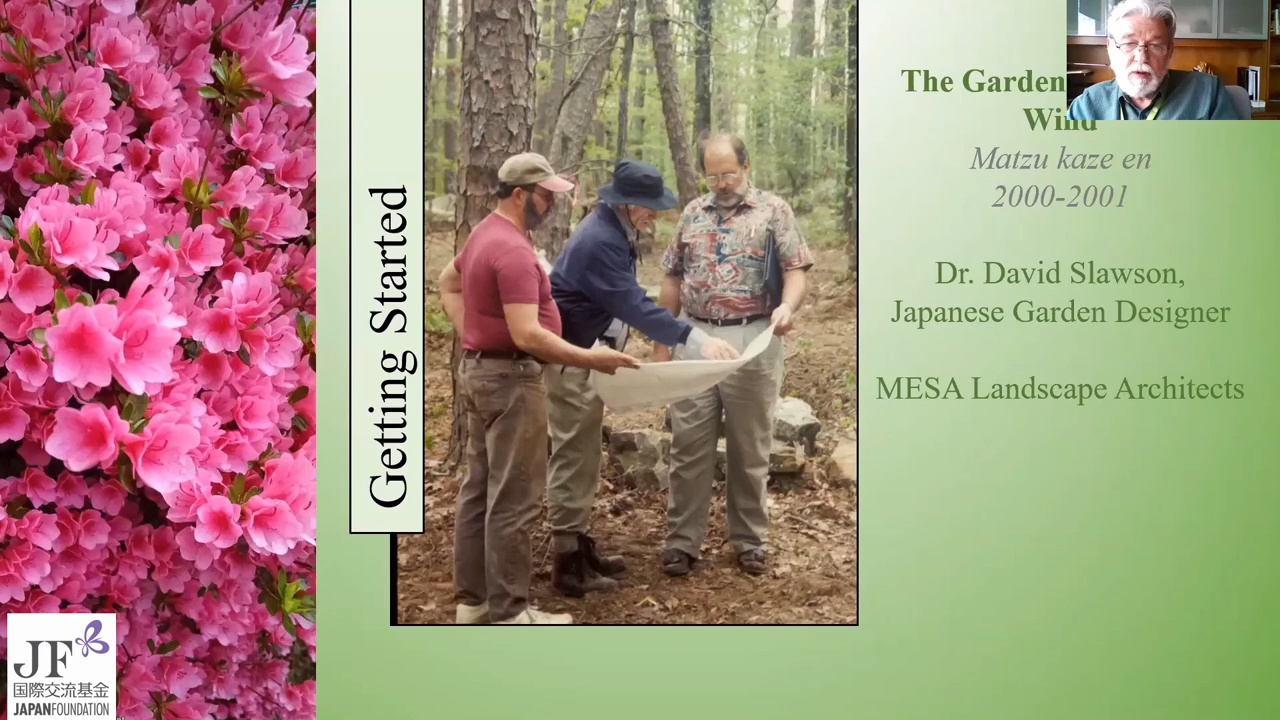 Getting Started
The Garden
Wind
Matzu kaze en
2000-2001
Dr. David Slawson,
Japanese Garden Designer
MESA Landscape Architects
JF
国際交流基金
JAPANFOUNDATION